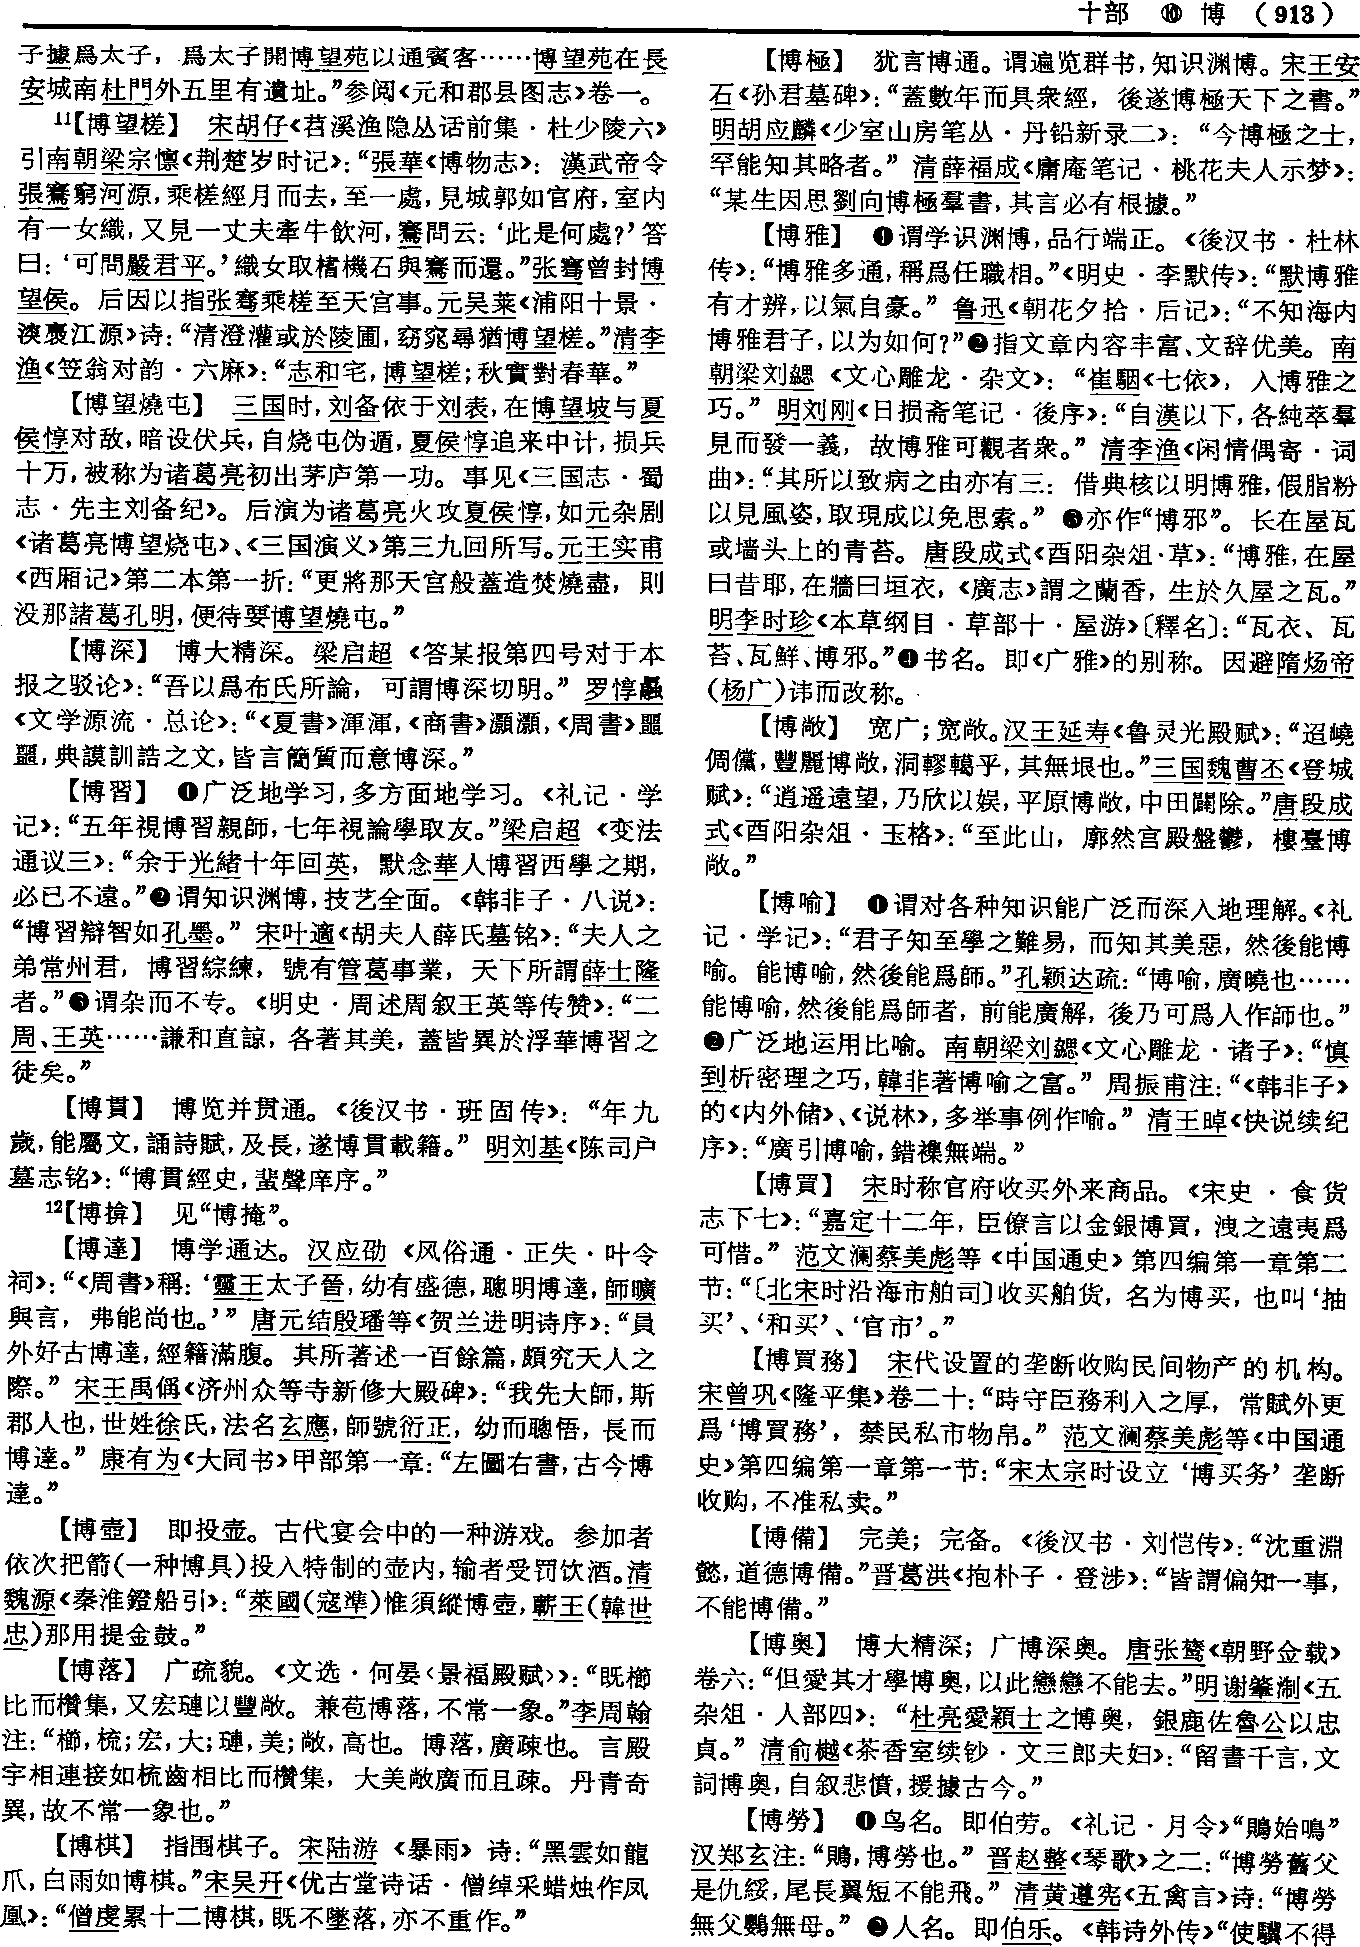 十部 ⑩ 博 （913）
子據爲太子，爲太子開博望苑以通賓客……博望苑在長
安城南杜門外五里有遺址。”参阅《元和郡县图志》卷一。
11【博望槎】 宋胡仔《苕溪渔隐丛话前集·杜少陵六》
引南朝梁宗懔《荆楚岁时记》：“張華《博物志》：漢武帝令
張騫窮河源，乘槎經月而去，至一處，見城郭如官府，室内
有一女織，又見一丈夫牽牛飲河，騫問云：‘此是何處？’答
曰：‘可問嚴君平。’織女取榰機石與騫而還。”张骞曾封博
望侯。后因以指张骞乘槎至天宫事。元吴莱《浦阳十景·
湙裛江源》诗：“清澄灌或於陵圃，窈窕尋猶博望槎。”清李
渔《笠翁对韵·六麻》：“志和宅，博望槎；秋實對春華。”
【博望燒屯】 三国时，刘备依于刘表，在博望坡与夏
侯惇对敌，暗设伏兵，自烧屯伪遁，夏侯惇追来中计，损兵
十万，被称为诸葛亮初出茅庐第一功。事见《三国志·蜀
志·先主刘备纪》。后演为诸葛亮火攻夏侯惇，如元杂剧
《诸葛亮博望烧屯》、《三国演义》第三九回所写。元王实甫
《西厢记》第二本第一折：“更將那天宫般蓋造焚燒盡，則
没那諸葛孔明，便待要博望燒屯。”
【博深】 博大精深。梁启超《答某报第四号对于本
报之驳论》：“吾以爲布氏所論，可謂博深切明。”罗惇曧
《文学源流·总论》：“《夏書》渾渾，《商書》灝灝，《周書》噩
噩，典謨訓誥之文，皆言簡質而意博深。”
【博習】 ❶广泛地学习，多方面地学习。《礼记·学
记》：“五年視博習親師，七年視論學取友。”梁启超《变法
通议三》：“余于光緒十年回英，默念華人博習西學之期，
必已不遠。”❷谓知识渊博，技艺全面。《韩非子·八说》：
“博習辯智如孔墨。”宋叶適《胡夫人薛氏墓铭》：“夫人之
弟常州君，博習綜練，號有管葛事業，天下所謂薛士隆
者。”❸谓杂而不专。《明史·周述周叙王英等传赞》：“二
周、王英……謙和直諒，各著其美，蓋皆異於浮華博習之
徒矣。”
【博貫】 博览并贯通。《後汉书·班固传》：“年九
歲，能屬文，誦詩賦，及長，遂博貫載籍。”明刘基《陈司户
墓志铭》：“博貫經史，蜚聲庠序。”
12【博揜】 见“博掩”。
【博達】 博学通达。汉应劭《风俗通·正失·叶令
祠》：“《周書》稱：‘靈王太子晉，幼有盛德，聰明博達，師曠
與言，弗能尚也。’”唐元结殷璠等《贺兰进明诗序》：“員
外好古博達，經籍滿腹。其所著述一百餘篇，頗究天人之
際。”宋王禹偁《济州众等寺新修大殿碑》：“我先大師，斯
郡人也，世姓徐氏，法名玄應，師號衍正，幼而聰悟，長而
博達。”康有为《大同书》甲部第一章：“左圖右書，古今博
達。”
【博壺】 即投壶。古代宴会中的一种游戏。参加者
依次把箭（一种博具）投入特制的壶内，输者受罚饮酒。清
魏源《秦淮鐙船引》：“萊國（寇準）惟須縱博壺，蘄王（韓世
忠）那用提金鼓。”
【博落】 广疏貌。《文选·何晏〈景福殿赋〉》：“既櫛
比而欑集，又宏璉以豐敞。兼苞博落，不常一象。”李周翰
注：“櫛，梳；宏，大；璉，美；敞，高也。博落，廣疎也。言殿
宇相連接如梳齒相比而欑集，大美敞廣而且疎。丹青奇
異，故不常一象也。”
【博棋】 指围棋子。宋陆游《暴雨》诗：“黑雲如龍
爪，白雨如博棋。”宋吴幵《优古堂诗话·僧绰采蜡烛作凤
凰》：“僧虔累十二博棋，既不墜落，亦不重作。”
【博極】 犹言博通。谓遍览群书，知识渊博。宋王安
石《孙君墓碑》：“蓋數年而具衆經，後遂博極天下之書。”
明胡应麟《少室山房笔丛·丹铅新录二》：“今博極之士，
罕能知其略者。”清薛福成《庸庵笔记·桃花夫人示梦》：
“某生因思劉向博極羣書，其言必有根據。”
【博雅】 ❶谓学识渊博，品行端正。《後汉书·杜林
传》：“博雅多通，稱爲任職相。”《明史·李默传》：“默博雅
有才辨，以氣自豪。”鲁迅《朝花夕拾·后记》：“不知海内
博雅君子，以为如何？”❷指文章内容丰富、文辞优美。南
朝梁刘勰《文心雕龙·杂文》：“崔駰《七依》，入博雅之
巧。”明刘刚《日损斋笔记·後序》：“自漢以下，各純萃羣
見而發一義，故博雅可觀者衆。”清李渔《闲情偶寄·词
曲》：“其所以致病之由亦有三：借典核以明博雅，假脂粉
以見風姿，取現成以免思索。”❸亦作“博邪”。长在屋瓦
或墙头上的青苔。唐段成式《酉阳杂俎·草》：“博雅，在屋
曰昔耶，在牆曰垣衣，《廣志》謂之蘭香，生於久屋之瓦。”
明李时珍《本草纲目·草部十·屋游》〔釋名〕：“瓦衣、瓦
苔、瓦鮮、博邪。”❹书名。即《广雅》的别称。因避隋炀帝
（杨广）讳而改称。
【博敞】 宽广；宽敞。汉王延寿《鲁灵光殿赋》：“迢嶢
倜儻，豐麗博敞，洞轇轕乎，其無垠也。”三国魏曹丕《登城
赋》：“逍遥遠望，乃欣以娱，平原博敞，中田闢除。”唐段成
式《酉阳杂俎·玉格》：“至此山，廓然宫殿盤鬱，樓臺博
敞。”
【博喻】 ❶谓对各种知识能广泛而深入地理解。《礼
记·学记》：“君子知至學之難易，而知其美惡，然後能博
喻。能博喻，然後能爲師。”孔颖达疏：“博喻，廣曉也……
能博喻，然後能爲師者，前能廣解，後乃可爲人作師也。”
❷广泛地运用比喻。南朝梁刘勰《文心雕龙·诸子》：“慎
到析密理之巧，韓非著博喻之富。”周振甫注：“《韩非子》
的《内外储》、《说林》，多举事例作喻。”清王晫《快说续纪
序》：“廣引博喻，錯襍無端。”
【博買】 宋时称官府收买外来商品。《宋史·食货
志下七》：“嘉定十二年，臣僚言以金銀博買，洩之遠夷爲
可惜。”范文澜蔡美彪等《中国通史》第四编第一章第二
节：“〔北宋时沿海市舶司〕收买舶货，名为博买，也叫‘抽
买’、‘和买’、‘官市’。”
【博買務】 宋代设置的垄断收购民间物产的机构。
宋曾巩《隆平集》卷二十：“時守臣務利入之厚，常賦外更
爲‘博買務’，禁民私市物帛。”范文澜蔡美彪等《中国通
史》第四编第一章第一节：“宋太宗时设立‘博买务’垄断
收购，不准私卖。”
【博備】 完美；完备。《後汉书·刘恺传》：“沈重淵
懿，道德博備。”晋葛洪《抱朴子·登涉》：“皆謂偏知一事，
不能博備。”
【博奥】 博大精深；广博深奥。唐张鷟《朝野佥载》
卷六：“但愛其才學博奥，以此戀戀不能去。”明谢肇淛《五
杂俎·人部四》：“杜亮愛穎士之博奥，銀鹿佐魯公以忠
貞。”清俞樾《茶香室续钞·文三郎夫妇》：“留書千言，文
詞博奥，自叙悲憤，援據古今。”
【博勞】 ❶鸟名。即伯劳。《礼记·月令》“鵙始鳴”
汉郑玄注：“鵙，博勞也。”晋赵整《琴歌》之二：“博勞舊父
是仇綏，尾長翼短不能飛。”清黄遵宪《五禽言》诗：“博勞
無父鸚無母。”❷人名。即伯乐。《韩诗外传》“使驥不得